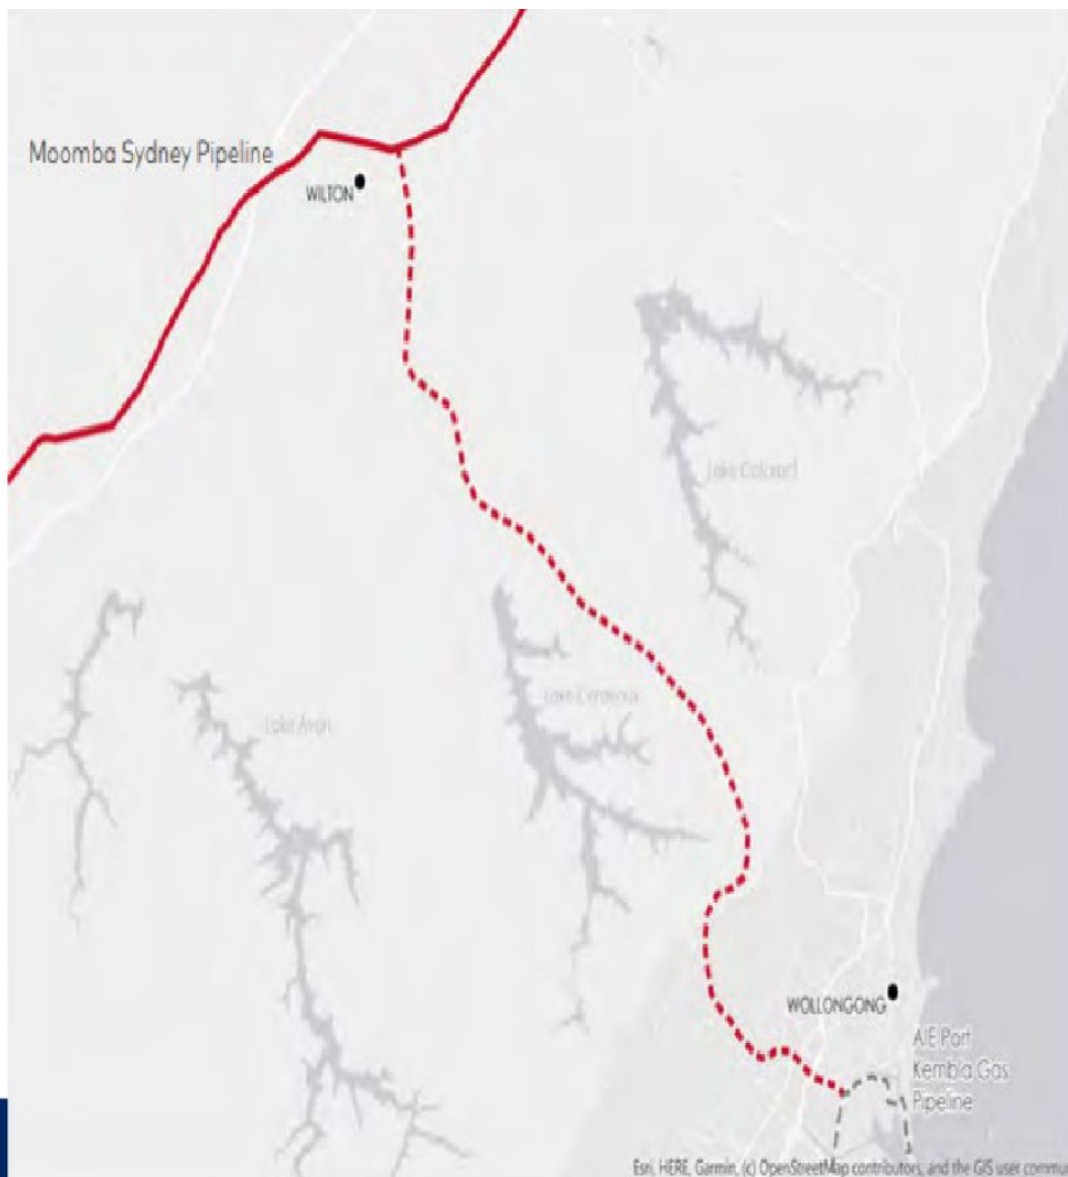 Moomba Sydney Pipeline
WILTON
Lake Cataract
Lake Cordeaux
Lake Avon
WOLLONGONG
AIE Port
Kembla Gas
Pipeline
Esri, HERE, Garmin, (c) OpenStreetMap contributors, and the GIS user commu